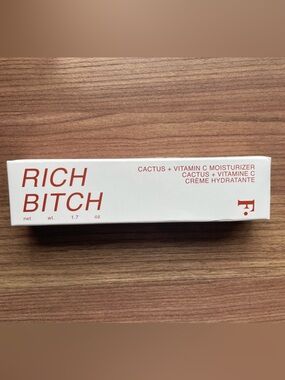 RICH
BITCH
net wt. 1.7 oz
CACTUS + VITAMIN C MOISTURIZER
CACTUS + VITAMINE C
CRÈME HYDRATANTE
F.